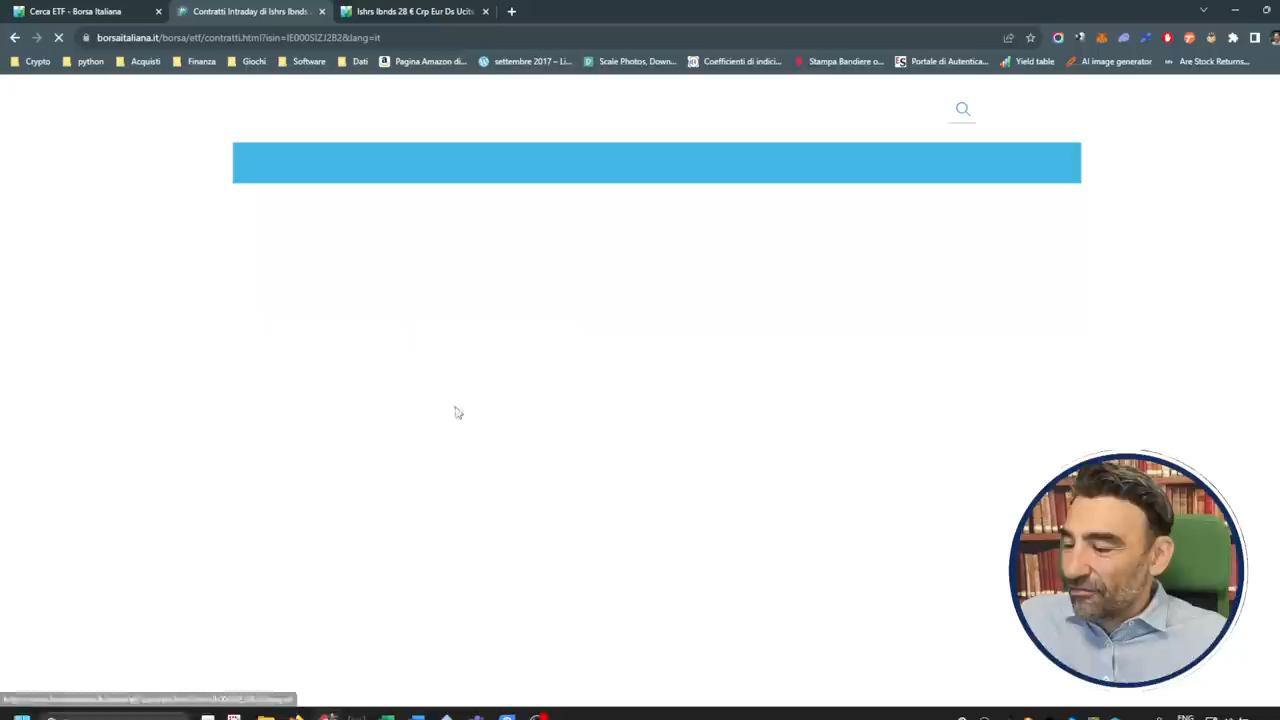 Cerca ETF - Borsa Italiana
Contratti Intraday di Ishrs Ibnds
Ishrs Ibnds 28 € Crp Eur Ds Ucits
borsaitaliana.it/borsa/etf/contratti.html?isin=IE000SIZJ2B2&lang=it
Crypto
python
Acquisti
Finanza
Giochi
Software
Dati
Pagina Amazon di...
settembre 2017 – Li...
Scale Photos, Down...
Coefficienti di indici...
Stampa Bandiere o...
Portale di Autentica...
Yield table
AI image generator
Are Stock Returns...
ENG